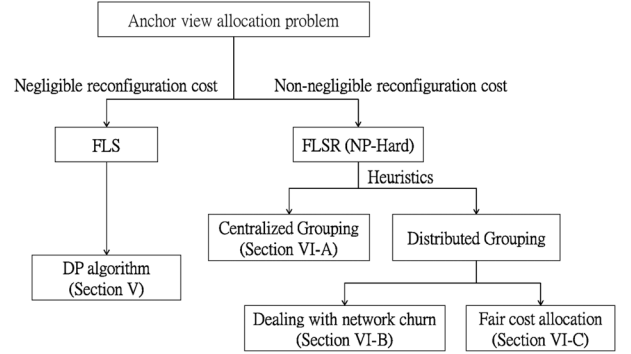 Anchor view allocation problem
Negligible reconfiguration cost
Non-negligible reconfiguration cost
FLS
FLSR (NP-Hard)
Heuristics
Centralized Grouping
(Section VI-A)
Distributed Grouping
DP algorithm
(Section V)
Dealing with network churn
(Section VI-B)
Fair cost allocation
(Section VI-C)